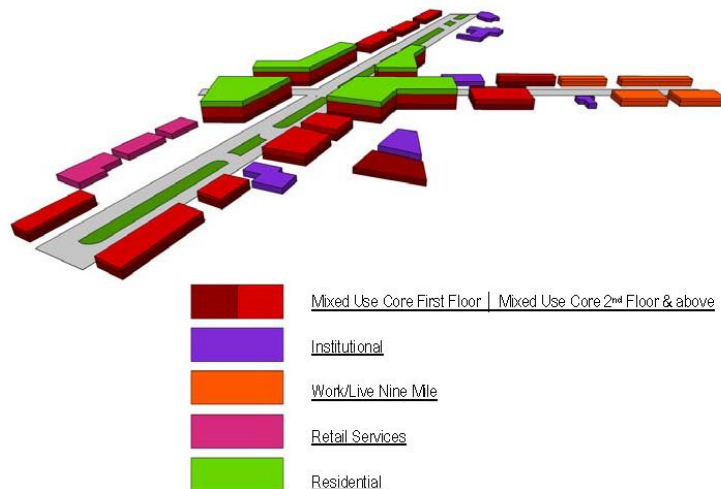 Mixed Use Core First Floor | Mixed Use Core 2nd Floor & above
Institutional
Work/Live Nine Mile
Retail Services
Residential